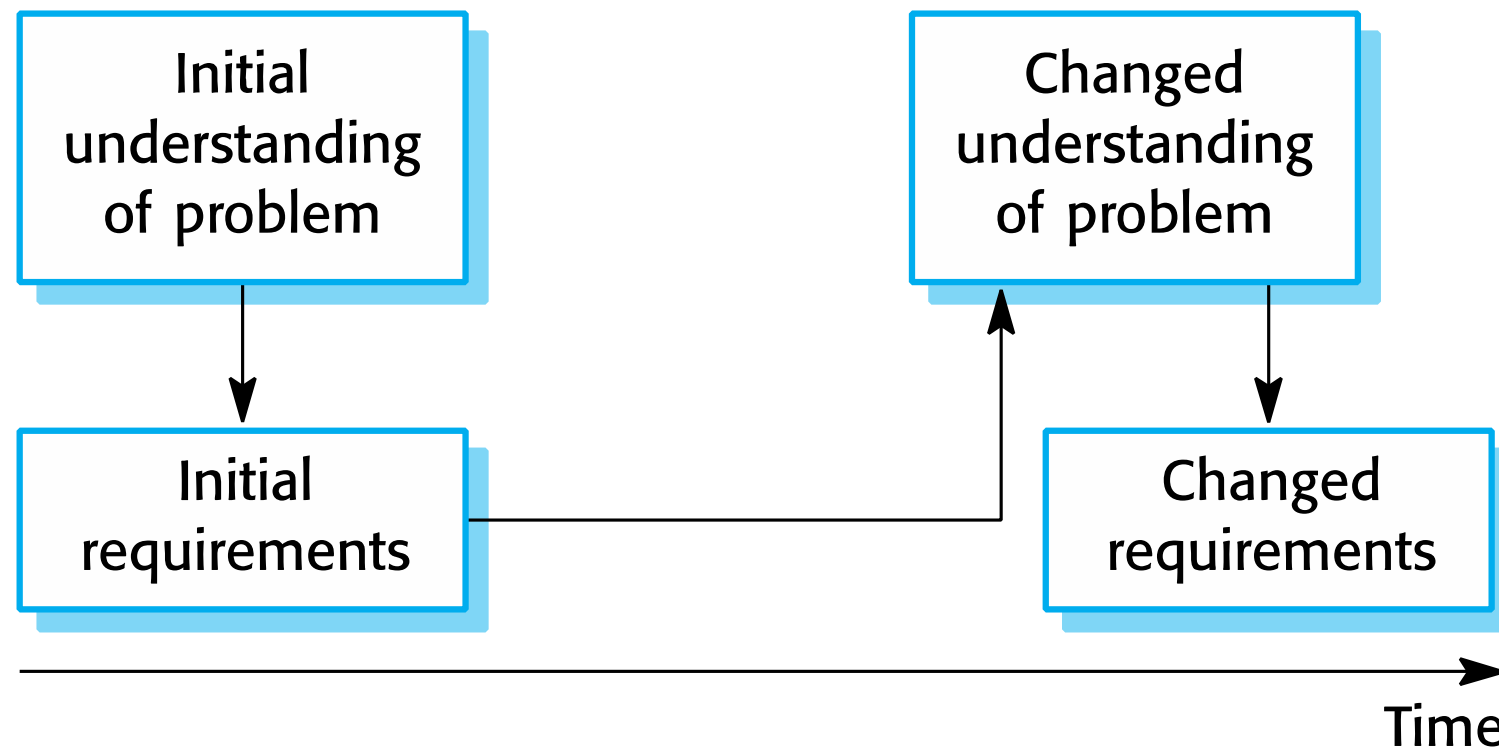 Initial
understanding
of problem
Changed
understanding
of problem
Initial
requirements
Changed
requirements
Time